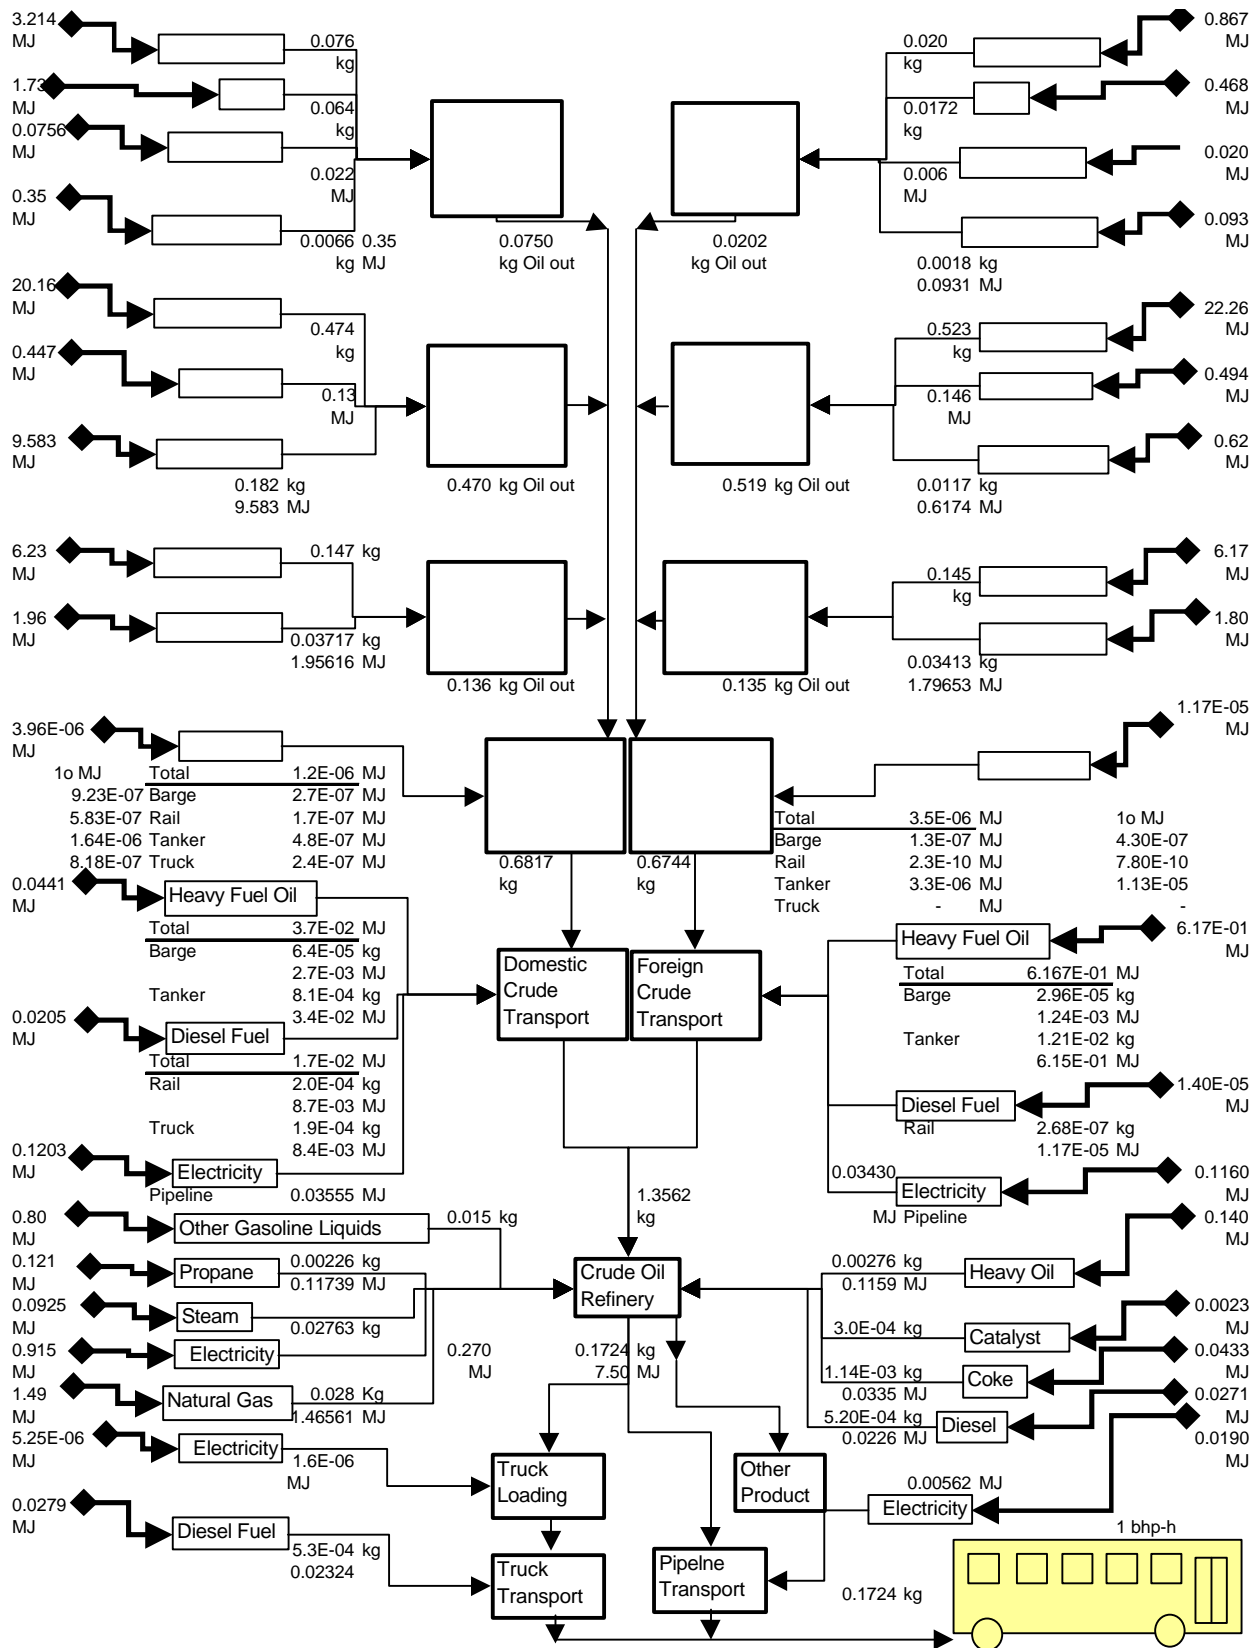 3.214
MJ
0.076
kg
0.020
kg
0.867
MJ
1.73
MJ
0.064
kg
0.0172
kg
0.468
MJ
0.0756
MJ
0.022
MJ
0.006
MJ
0.020
MJ
0.35
MJ
0.0066 0.35
kg MJ
0.0750
kg Oil out
0.0202
kg Oil out
0.0018 kg
0.0931 MJ
0.093
MJ
20.16
MJ
0.474
kg
0.523
kg
22.26
MJ
0.447
MJ
0.13
MJ
0.146
MJ
0.494
MJ
9.583
MJ
0.182 kg
9.583 MJ
0.470 kg Oil out
0.519 kg Oil out
0.0117 kg
0.6174 MJ
0.62
MJ
6.23
MJ
0.147 kg
0.145
kg
6.17
MJ
1.96
MJ
0.03717 kg
1.95616 MJ
0.136 kg Oil out
0.135 kg Oil out
0.03413 kg
1.79653 MJ
1.80
MJ
3.96E-06
MJ
1.17E-05
MJ
1o MJ Total 1.2E-06 MJ
9.23E-07 Barge 2.7E-07 MJ
5.83E-07 Rail 1.7E-07 MJ
1.64E-06 Tanker 4.8E-07 MJ
8.18E-07 Truck 2.4E-07 MJ
0.6817
kg
0.6744
kg
Total 3.5E-06 MJ 1o MJ
Barge 1.3E-07 MJ 4.30E-07
Rail 2.3E-10 MJ 7.80E-10
Tanker 3.3E-06 MJ 1.13E-05
Truck - MJ -
0.0441
MJ
Heavy Fuel Oil
Total 3.7E-02 MJ
Barge 6.4E-05 kg
2.7E-03 MJ
Tanker 8.1E-04 kg
3.4E-02 MJ
Domestic
Crude
Transport
Foreign
Crude
Transport
Heavy Fuel Oil
6.17E-01
MJ
Total 6.167E-01 MJ
Barge 2.96E-05 kg
1.24E-03 MJ
Tanker 1.21E-02 kg
6.15E-01 MJ
0.0205
MJ
Diesel Fuel
Total 1.7E-02 MJ
Rail 2.0E-04 kg
8.7E-03 MJ
Truck 1.9E-04 kg
8.4E-03 MJ
Diesel Fuel
1.40E-05
MJ
Rail 2.68E-07 kg
1.17E-05 MJ
0.1203
MJ
Electricity
Pipeline 0.03555 MJ
1.3562
kg
0.03430
MJ Pipeline
Electricity
0.1160
MJ
0.80
MJ
Other Gasoline Liquids
0.015 kg
0.140
MJ
0.121
MJ
Propane
0.00226 kg
0.11739 MJ
Crude Oil
Refinery
0.00276 kg
0.1159 MJ
Heavy Oil
0.0925
MJ
Steam
0.02763 kg
3.0E-04 kg
Catalyst
0.0023
MJ
0.915
MJ
Electricity
0.270
MJ
0.1724 kg
7.50 MJ
1.14E-03 kg
0.0335 MJ
Coke
0.0433
MJ
1.49
MJ
Natural Gas
0.028 Kg
1.46561 MJ
5.20E-04 kg
0.0226 MJ
Diesel
0.0271
MJ
5.25E-06
MJ
Electricity
1.6E-06
MJ
Truck
Loading
Other
Product
0.00562 MJ
Electricity
0.0190
MJ
0.0279
MJ
Diesel Fuel
5.3E-04 kg
0.02324
Truck
Transport
Pipelne
Transport
0.1724 kg
1 bhp-h